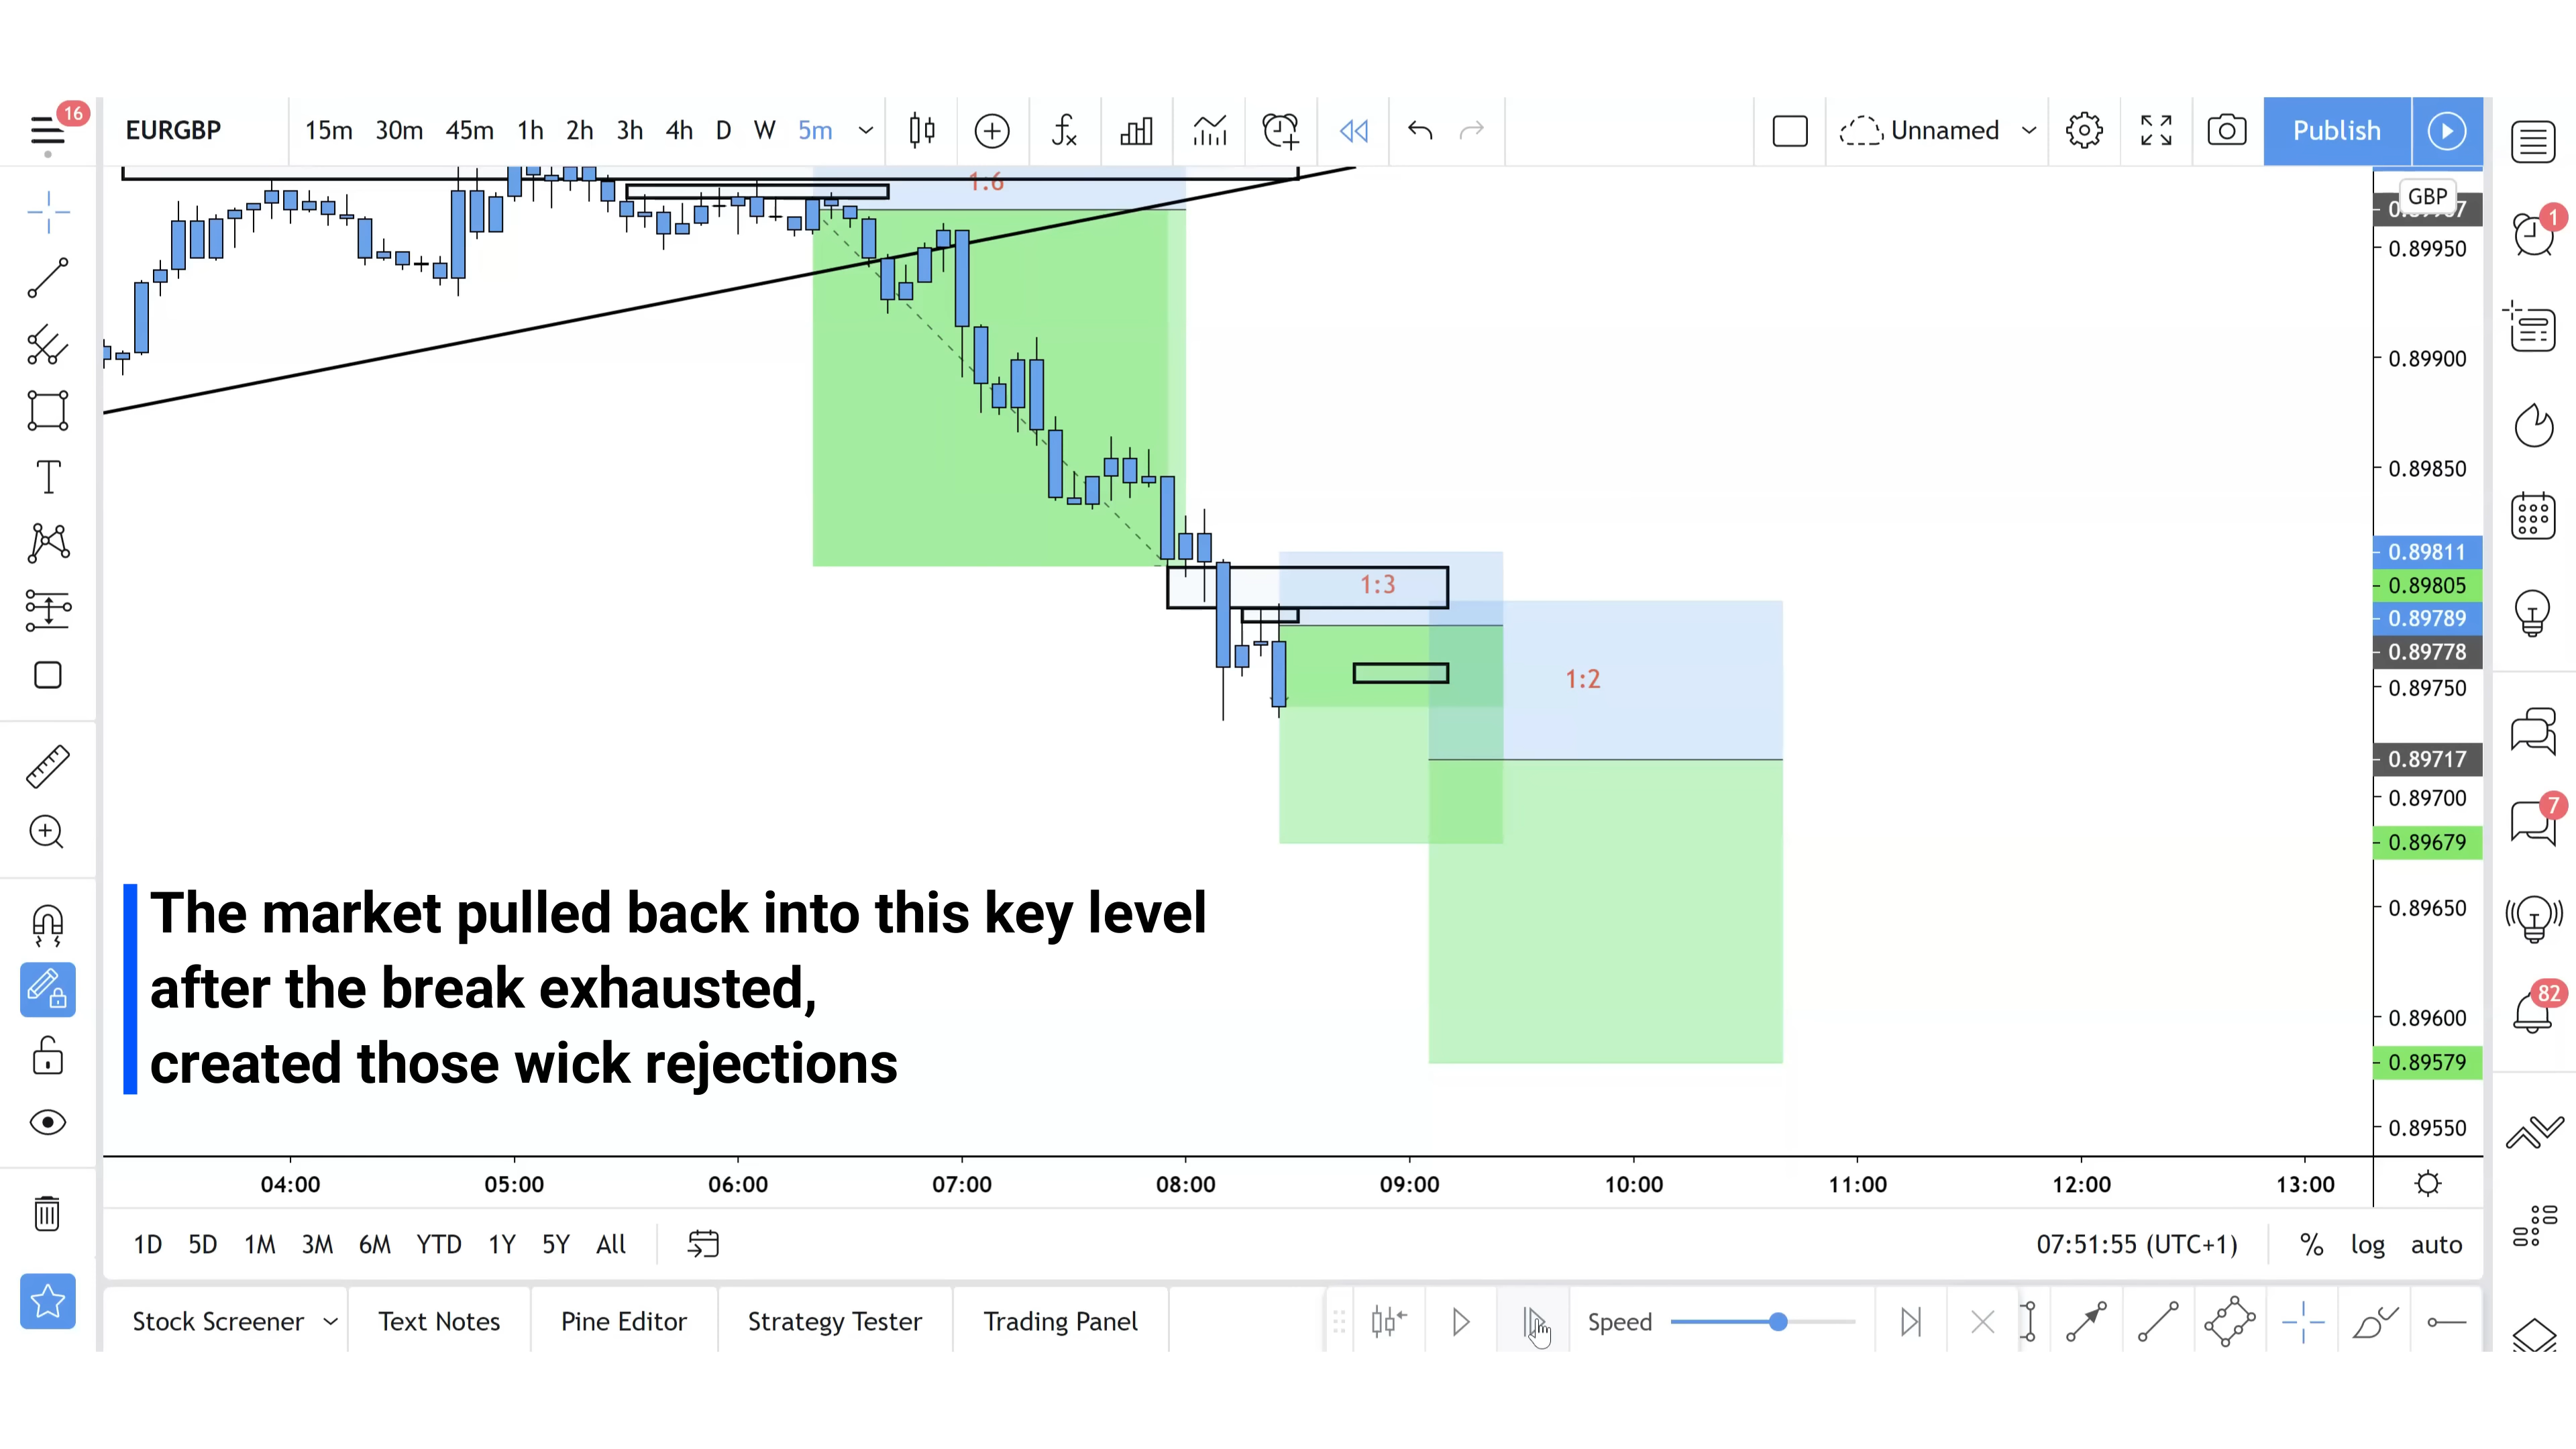 16
EURGBP 15m 30m 45m 1h 2h 3h 4h D W 5m Unnamed Publish
1:6
GBP
0.89950
1
0.89900
0.89850
0.89811
1:3
0.89805
0.89789
0.89778
1:2
0.89750
0.89717
0.89700
7
0.89679
The market pulled back into this key level
after the break exhausted,
created those wick rejections
0.89650
82
0.89600
0.89579
0.89550
04:00 05:00 06:00 07:00 08:00 09:00 10:00 11:00 12:00 13:00
1D 5D 1M 3M 6M YTD 1Y 5Y All 07:51:55 (UTC+1) % log auto
Stock Screener Text Notes Pine Editor Strategy Tester Trading Panel Speed